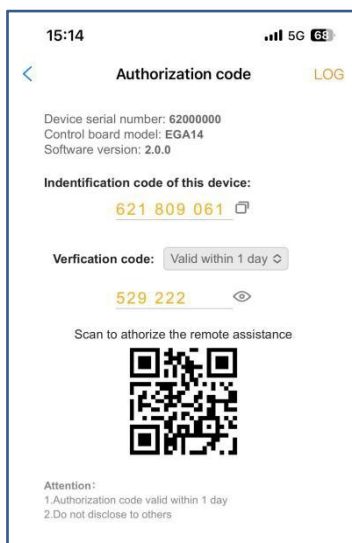 15:14 5G 68
Authorization code LOG
Device serial number: 62000000
Control board model: EGA14
Software version: 2.0.0
Indentification code of this device:
621 809 061
Verfication code: Valid within 1 day
529 222
Scan to athorize the remote assistance
Attention:
1.Authorization code valid within 1 day
2.Do not disclose to others